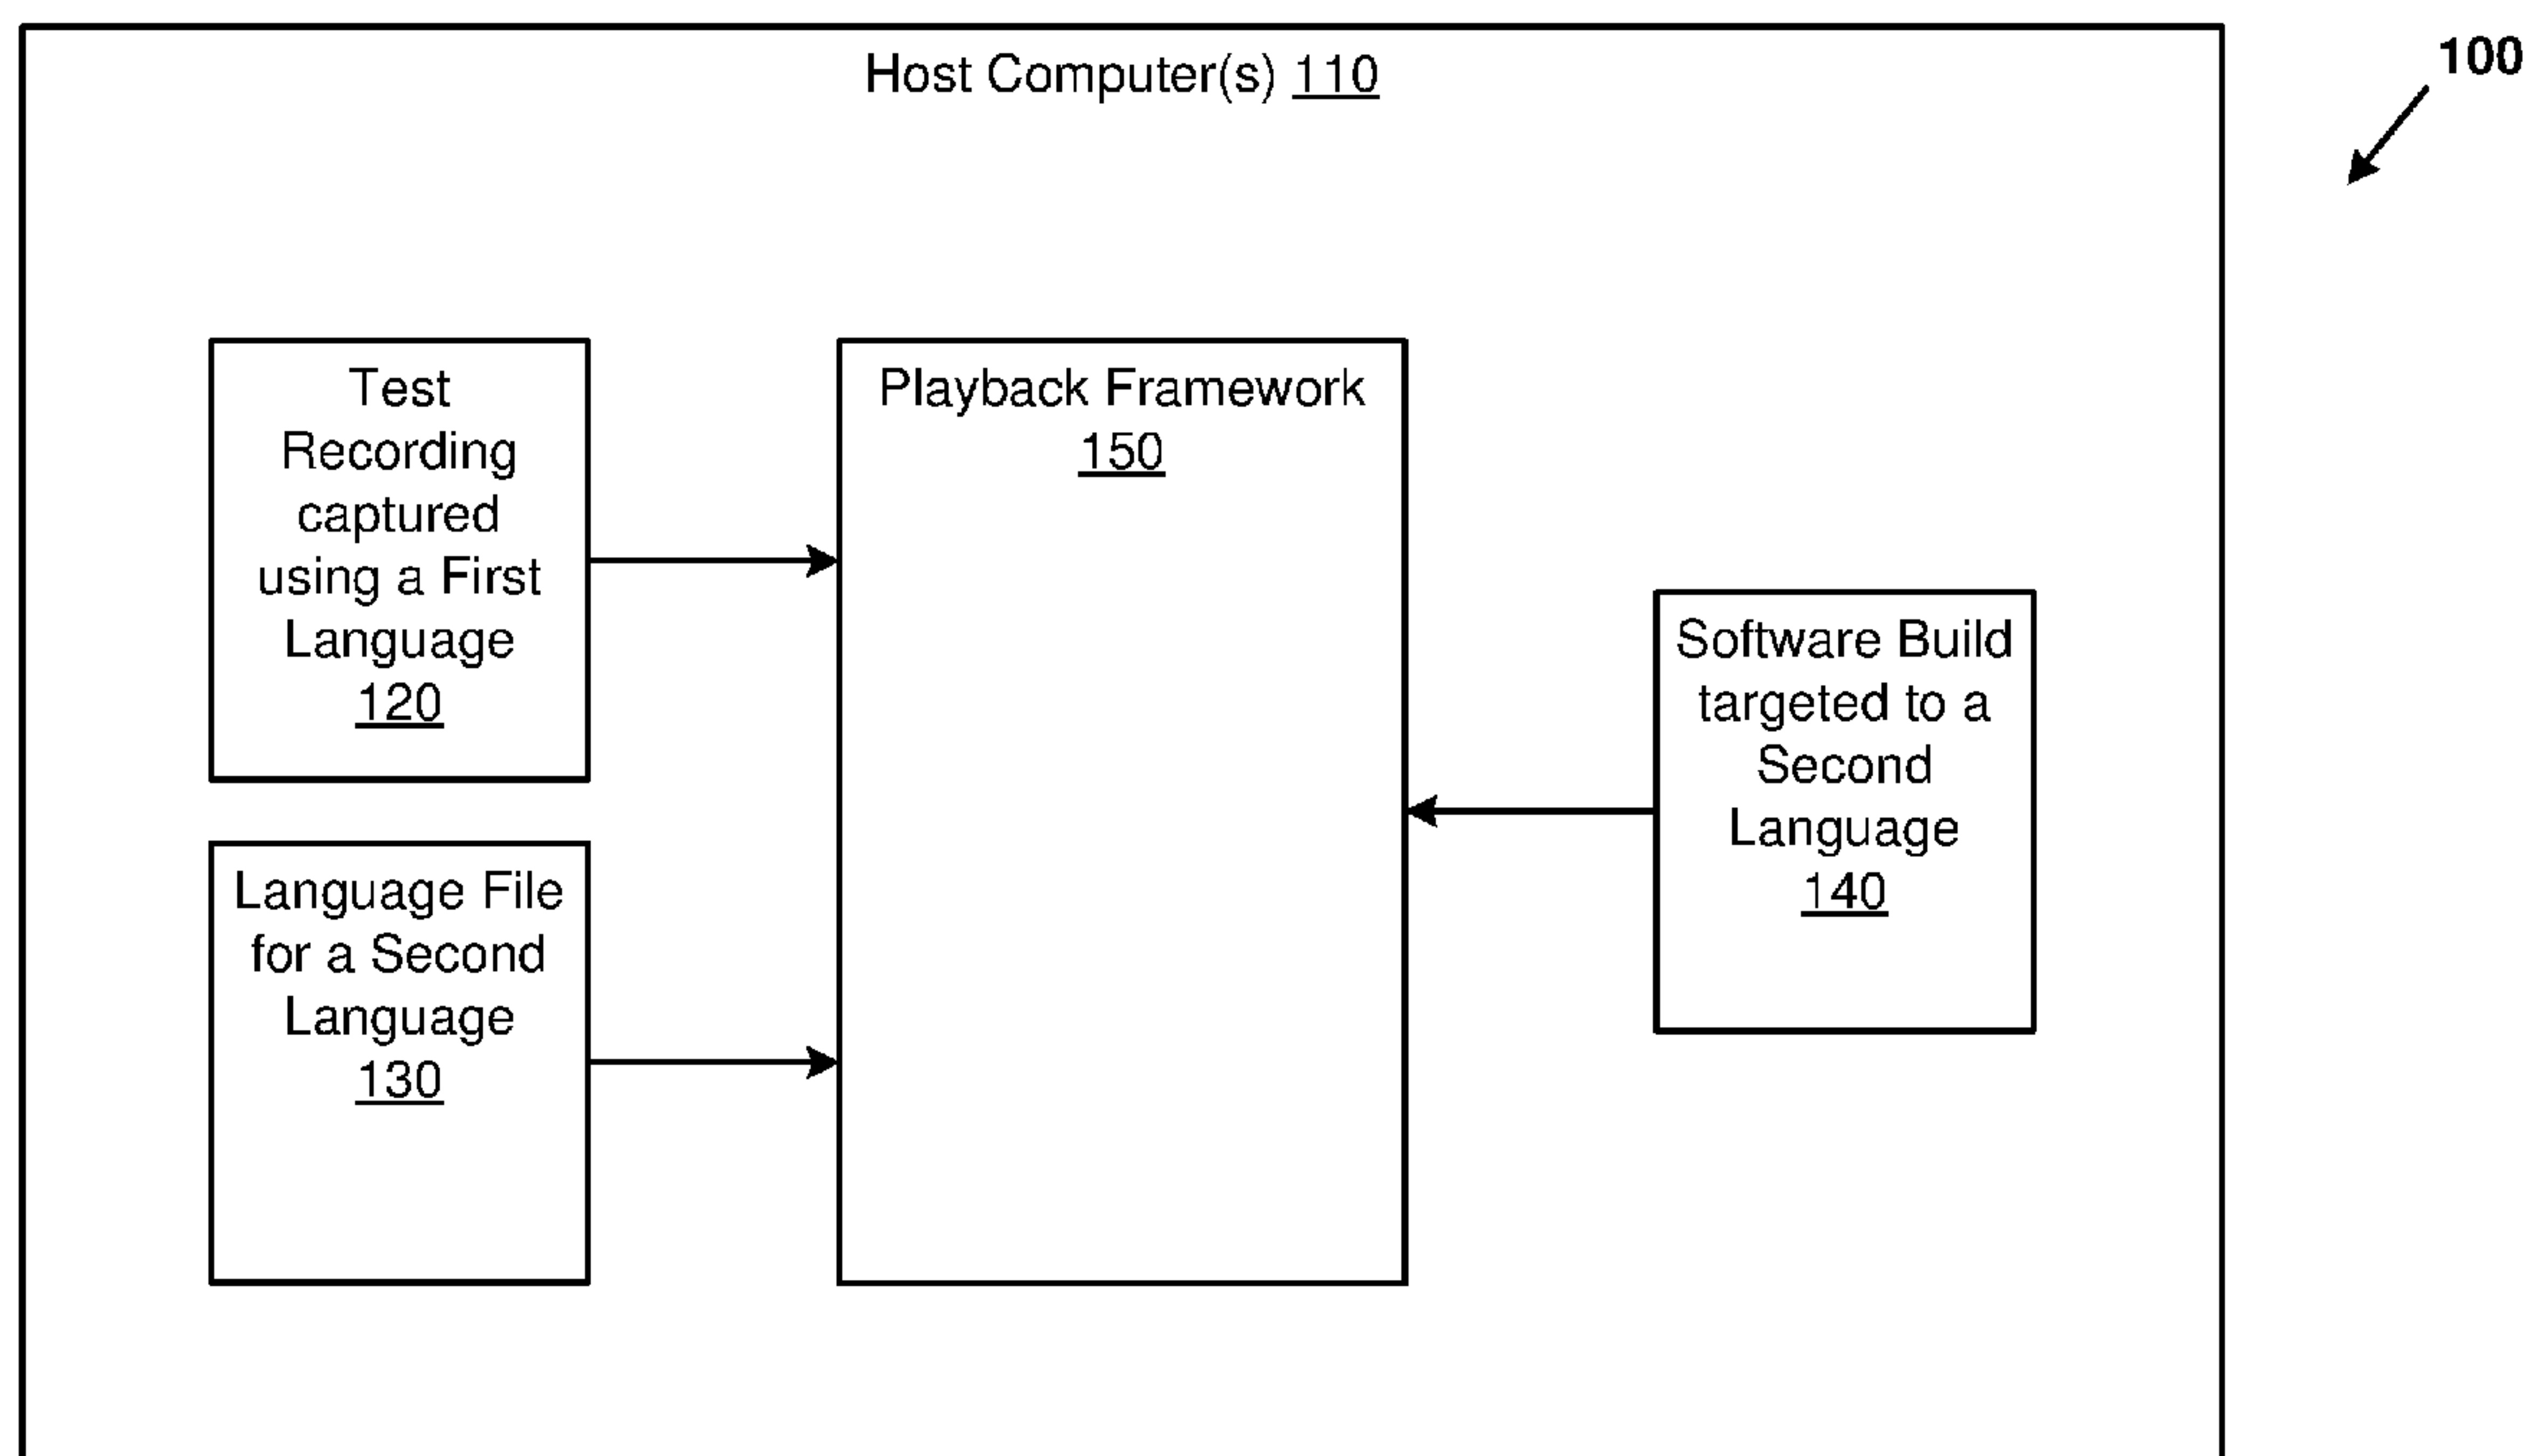 Host Computer(s) 110
100
Test
Recording
captured
using a First
Language
120
Playback Framework
150
Software Build
targeted to a
Second
Language
140
Language File
for a Second
Language
130